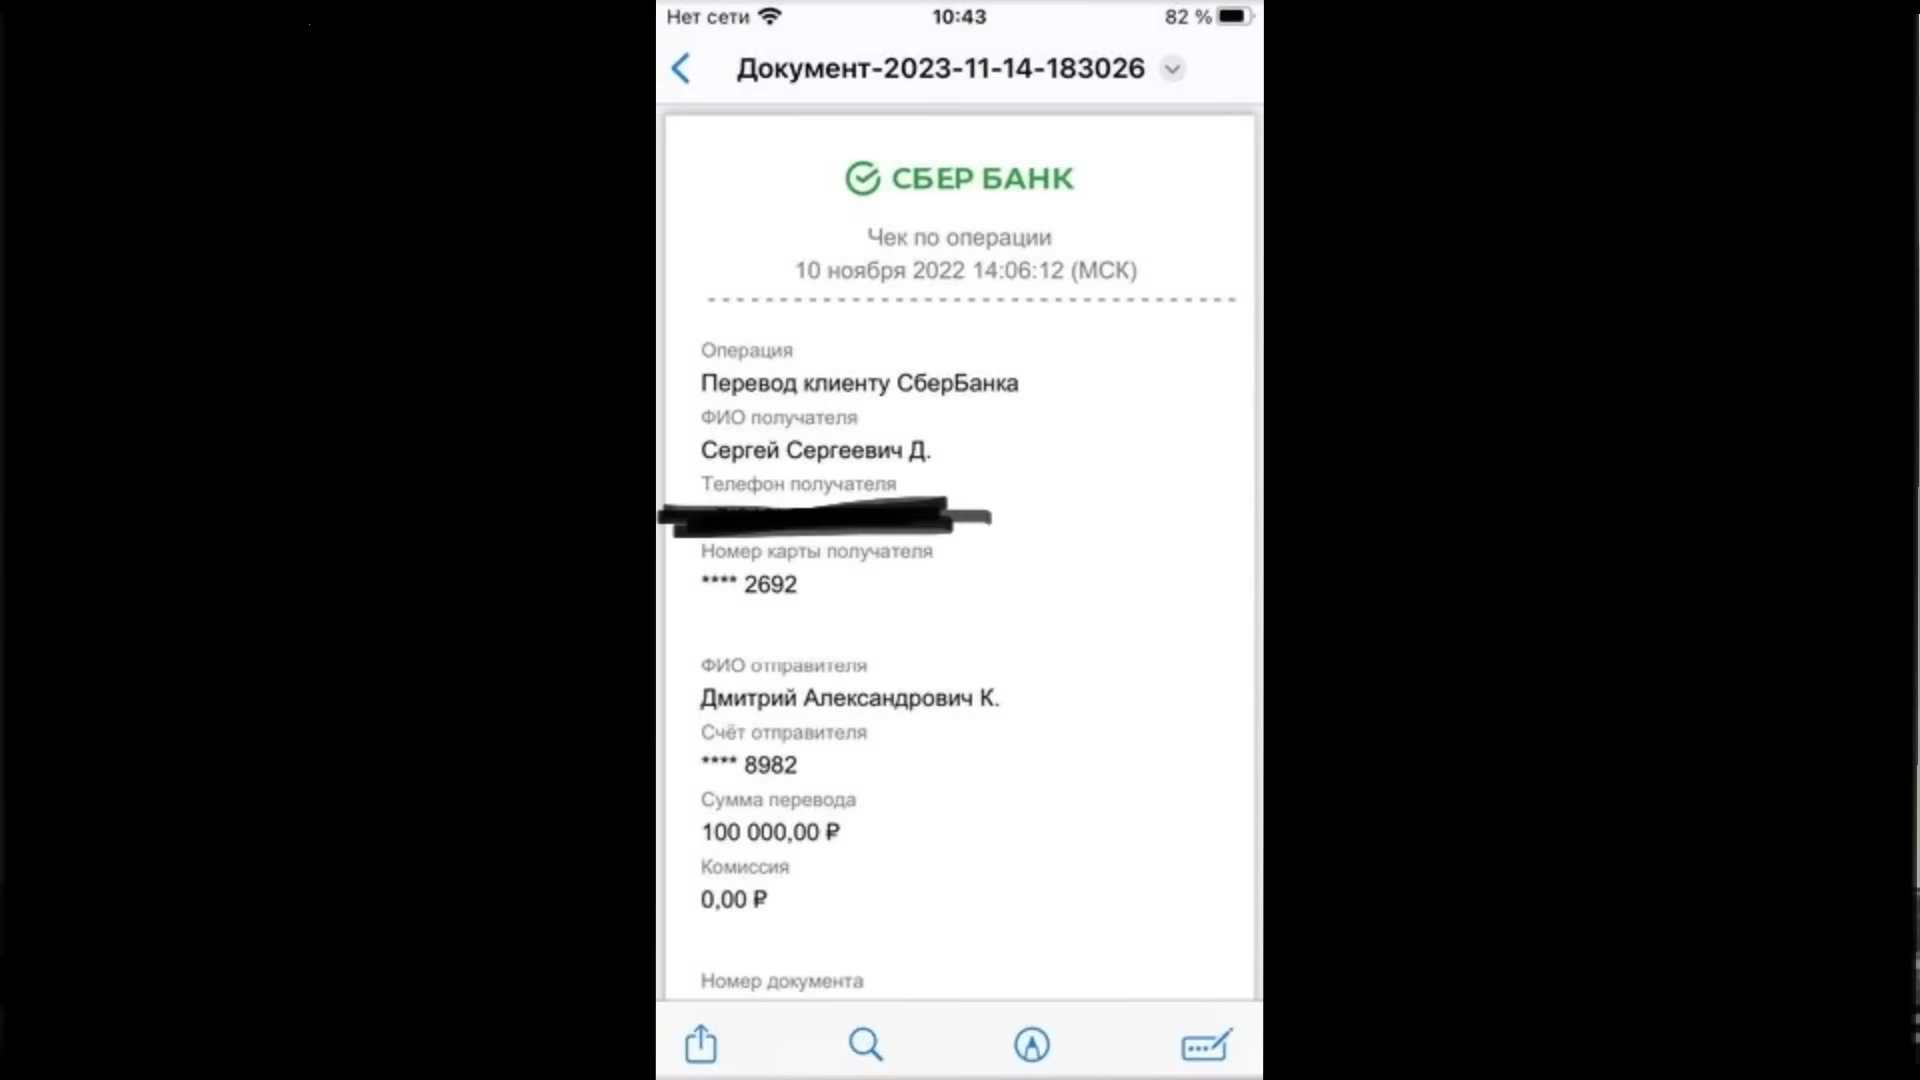 Нет сети 10:43 82 %
Документ-2023-11-14-183026
СБЕР БАНК
Чек по операции
10 ноября 2022 14:06:12 (МСК)
Операция
Перевод клиенту СберБанка
ФИО получателя
Сергей Сергеевич Д.
Телефон получателя
Номер карты получателя
**** 2692
ФИО отправителя
Дмитрий Александрович К.
Счёт отправителя
**** 8982
Сумма перевода
100 000,00 ₽
Комиссия
0,00 ₽
Номер документа